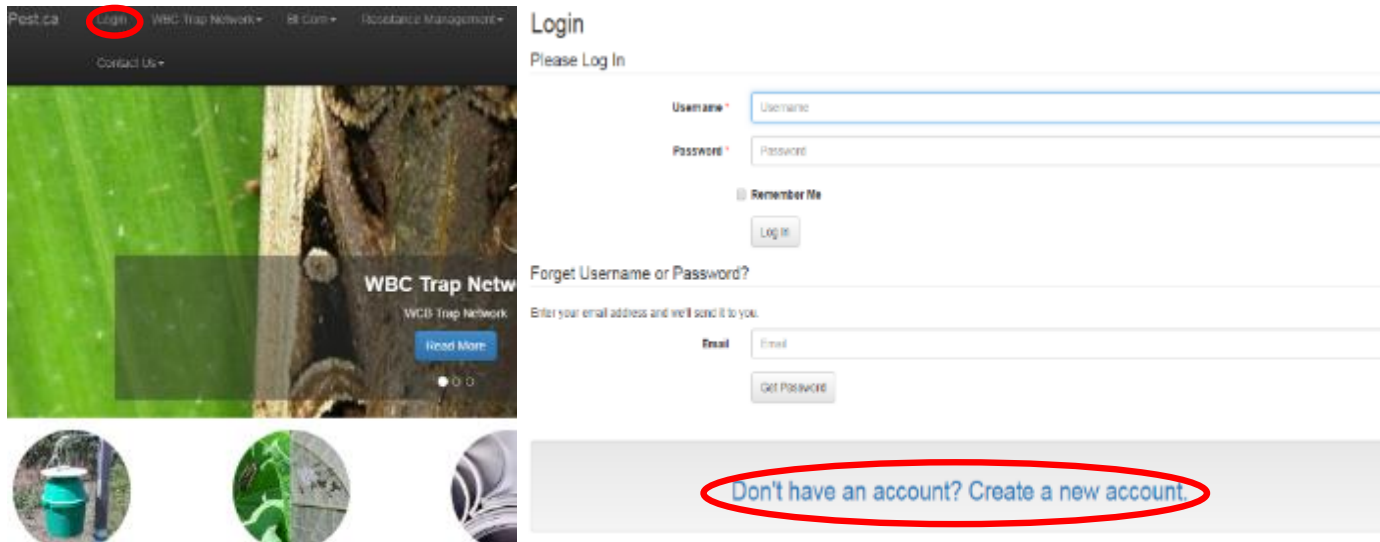 Pest.ca Login WBC Trap Network Bt Corn Resistance Management
Contact Us
WBC Trap Netw
WCB Trap Network
Read More
Login
Please Log In
Username *
Username
Password *
Password
Remember Me
Log In
Forget Username or Password?
Enter your email address and we'll send it to you.
Email
Email
Get Password
Don't have an account? Create a new account.